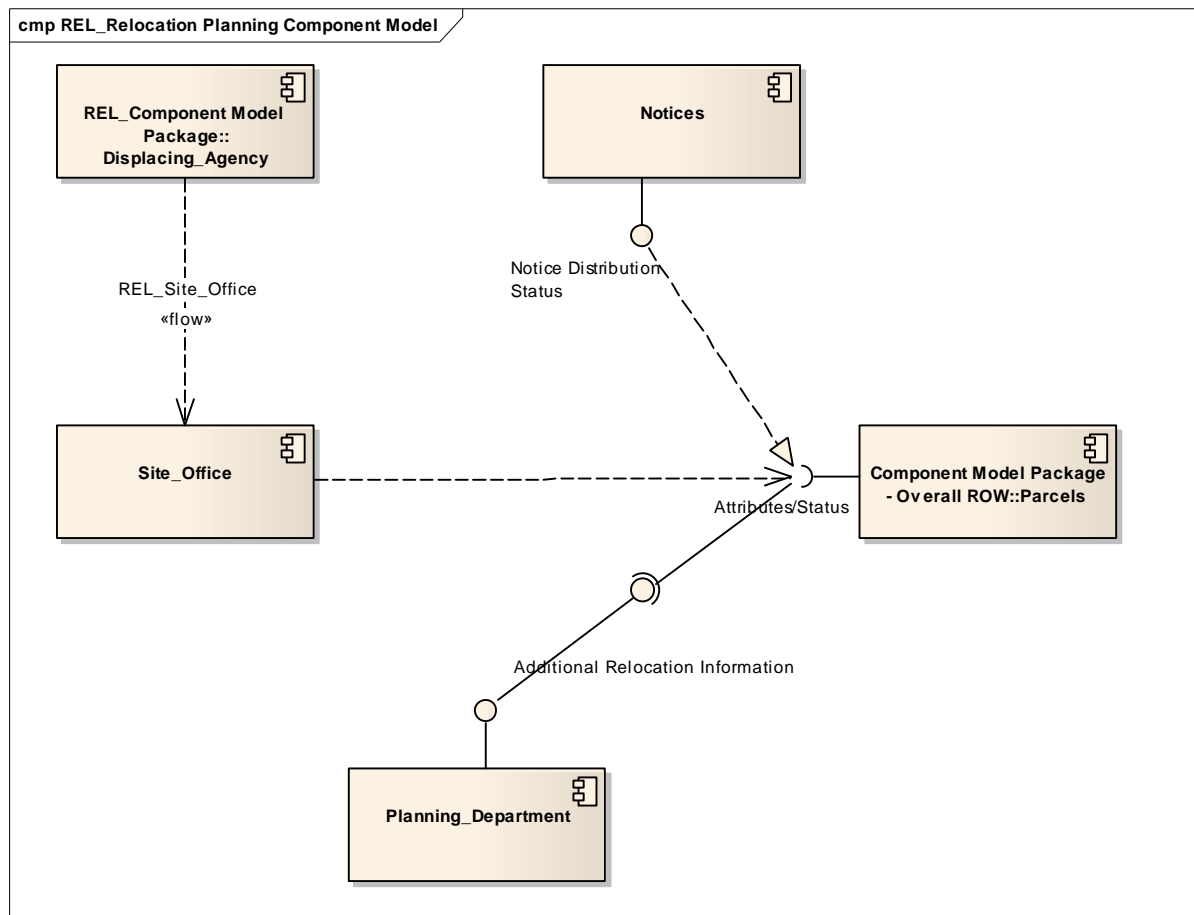 cmp REL_Relocation Planning Component Model
REL_Component Model
Package::
Displacing_Agency
Notices
Notice Distribution
Status
REL_Site_Office
«flow»
Site_Office
Component Model Package
- Overall ROW::Parcels
Attributes/Status
Additional Relocation Information
Planning_Department